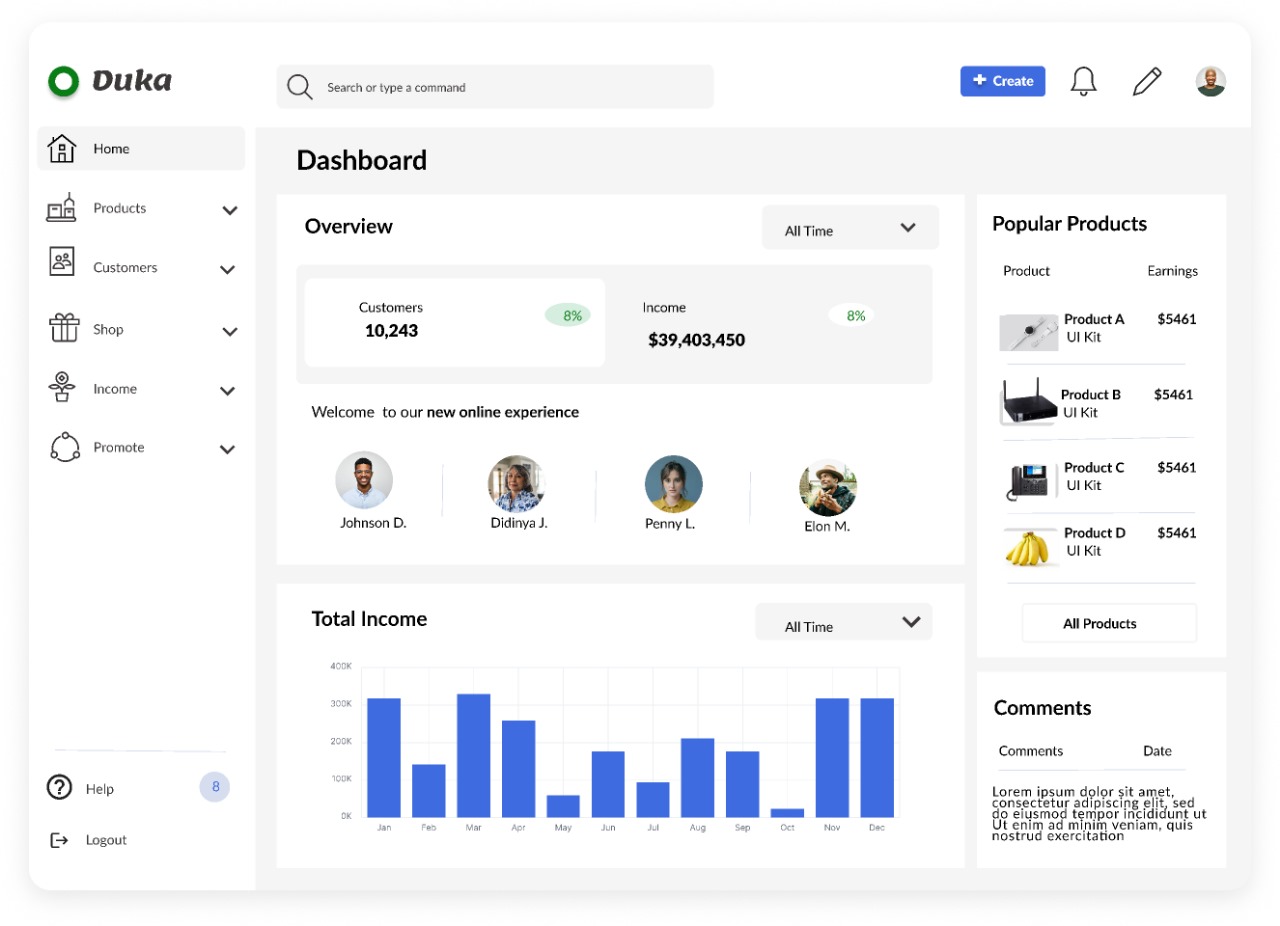 Duka
Search or type a command
+ Create
Home
Products
Customers
Shop
Income
Promote
Help
8
Logout
Dashboard
Overview
All Time
Customers
10,243
8%
Income
$39,403,450
8%
Welcome to our new online experience
Johnson D.
Didinya J.
Penny L.
Elon M.
Total Income
All Time
400K
300K
200K
100K
0K
Jan Feb Mar Apr May Jun Jul Aug Sep Oct Nov Dec
Popular Products
Product Earnings
Product A $5461
UI Kit
Product B $5461
UI Kit
Product C $5461
UI Kit
Product D $5461
UI Kit
All Products
Comments
Comments Date
Lorem ipsum dolor sit amet,
consectetur adipiscing elit, sed
do eiusmod tempor incididunt ut
Ut enim ad minim veniam, quis
nostrud exercitation